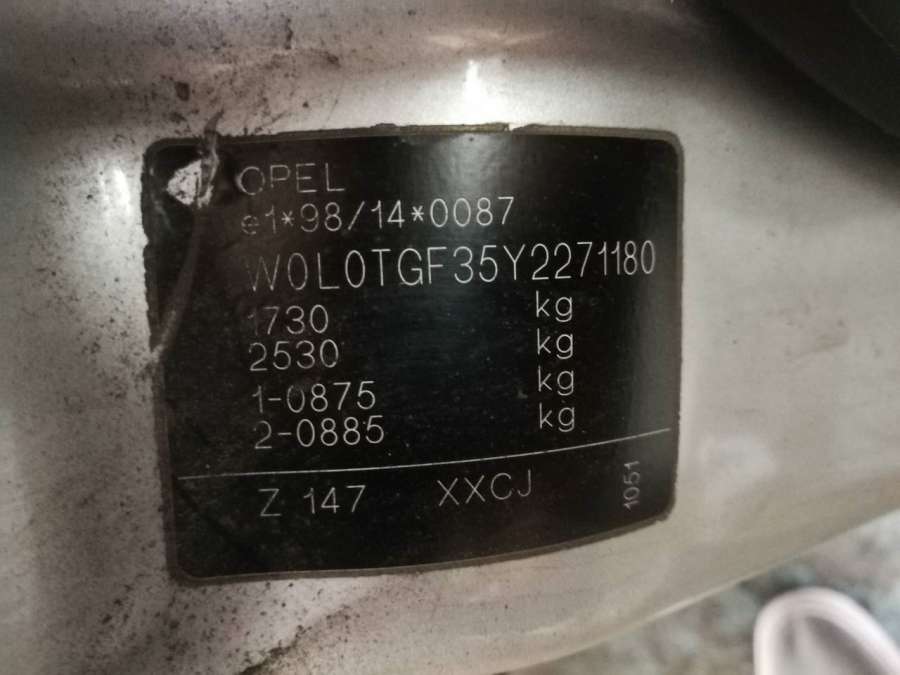 OPEL
e1*98/14*0087
W0L0TGF35Y2271180
1730 kg
2530 kg
1-0875 kg
2-0885 kg
Z 147 XXCJ
1051